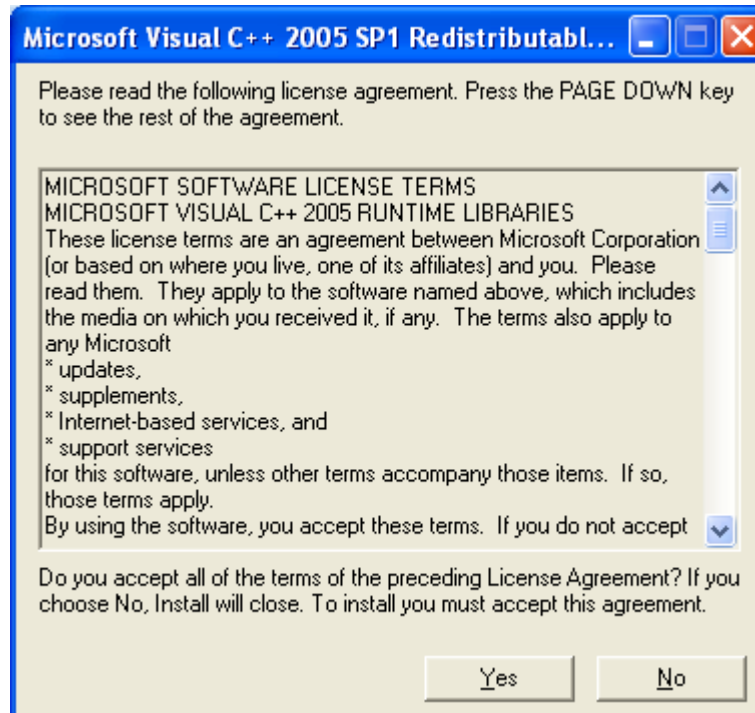 Microsoft Visual C++ 2005 SP1 Redistributabl...
Please read the following license agreement. Press the PAGE DOWN key
to see the rest of the agreement.
MICROSOFT SOFTWARE LICENSE TERMS
MICROSOFT VISUAL C++ 2005 RUNTIME LIBRARIES
These license terms are an agreement between Microsoft Corporation
(or based on where you live, one of its affiliates) and you.  Please
read them.  They apply to the software named above, which includes
the media on which you received it, if any.  The terms also apply to
any Microsoft
* updates,
* supplements,
* Internet-based services, and
* support services
for this software, unless other terms accompany those items.  If so,
those terms apply.
By using the software, you accept these terms.  If you do not accept
Do you accept all of the terms of the preceding License Agreement? If you
choose No, Install will close. To install you must accept this agreement.
Yes No